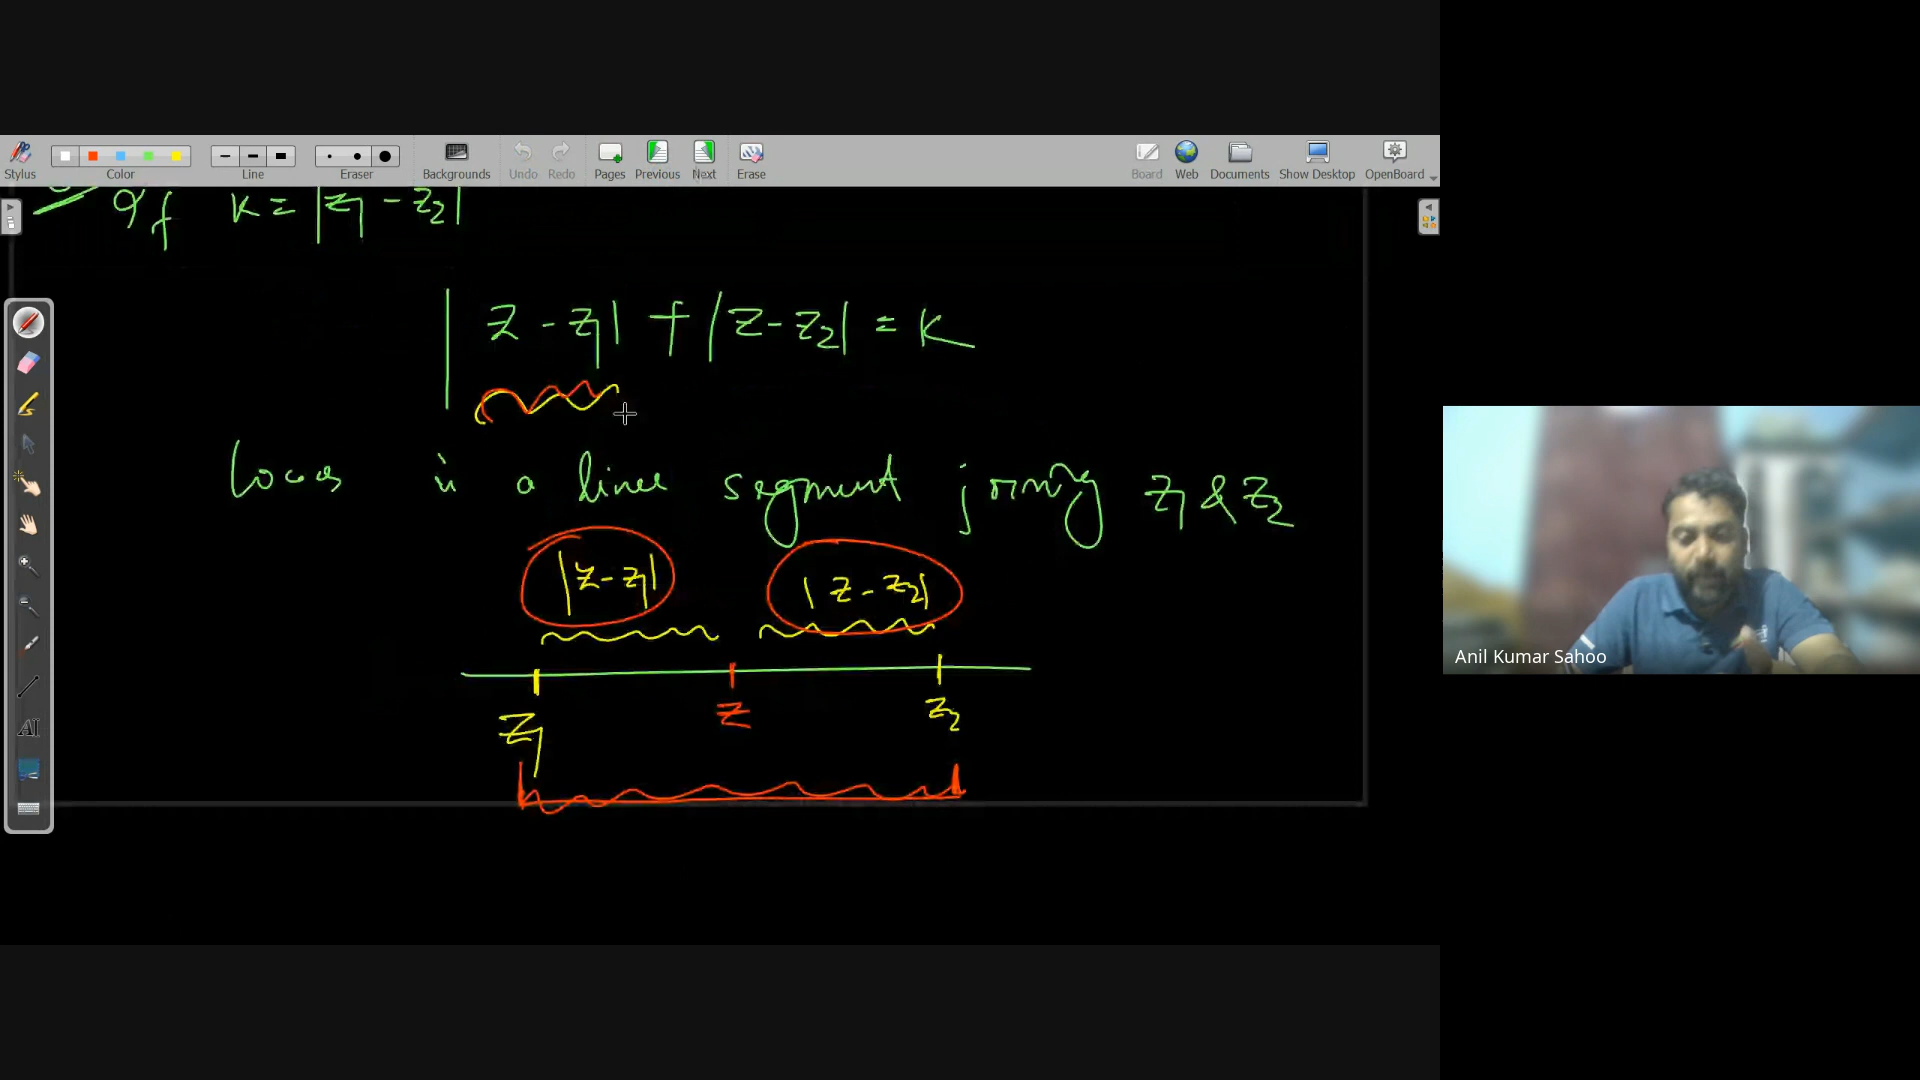 Stylus Color Line Eraser Backgrounds Undo Redo Pages Previous Next Erase Board Web Documents Show Desktop OpenBoard
If K = |z₁ - z₂|
|z - z₁| + |z - z₂| = K
Locus is a line segment joining z₁ & z₂
|z - z₁| |z - z₂|
z₁ z z₂
Anil Kumar Sahoo